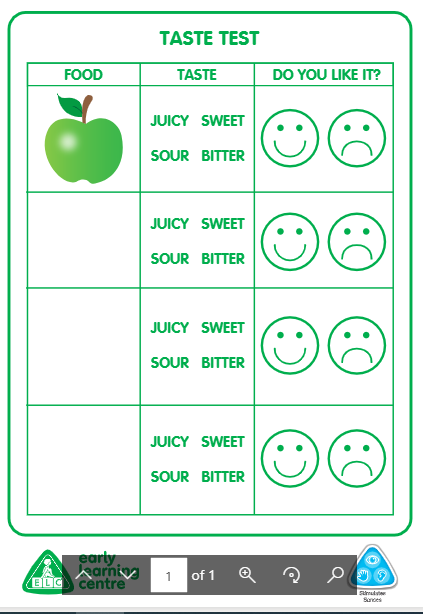 TASTE TEST
FOOD TASTE DO YOU LIKE IT?
JUICY SWEET
SOUR BITTER
JUICY SWEET
SOUR BITTER
JUICY SWEET
SOUR BITTER
JUICY SWEET
SOUR BITTER
ELC
early
learning
centre
1 of 1
Stimulates
Senses